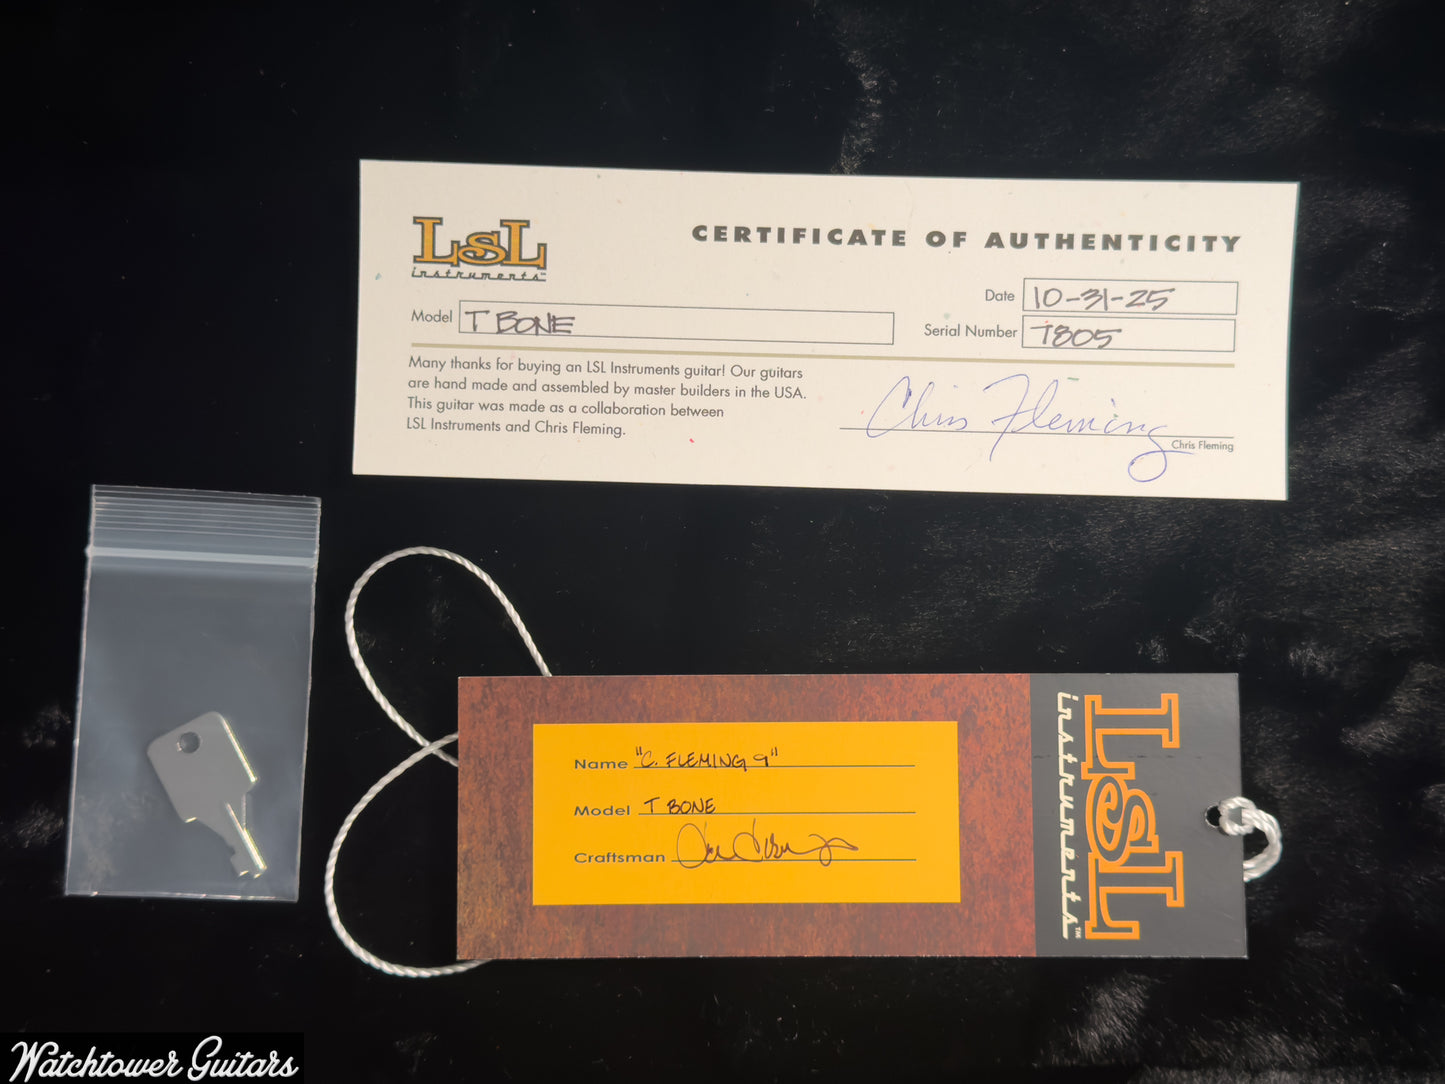 LsL
instruments™
CERTIFICATE OF AUTHENTICITY
Date 10-31-25
Model T BONE
Serial Number T805
Many thanks for buying an LSL Instruments guitar! Our guitars
are hand made and assembled by master builders in the USA.
This guitar was made as a collaboration between
LSL Instruments and Chris Fleming.
Chris Fleming
Chris Fleming
Name "C. FLEMING 9"
Model T BONE
Craftsman
LsL
instruments™
Watchtower Guitars